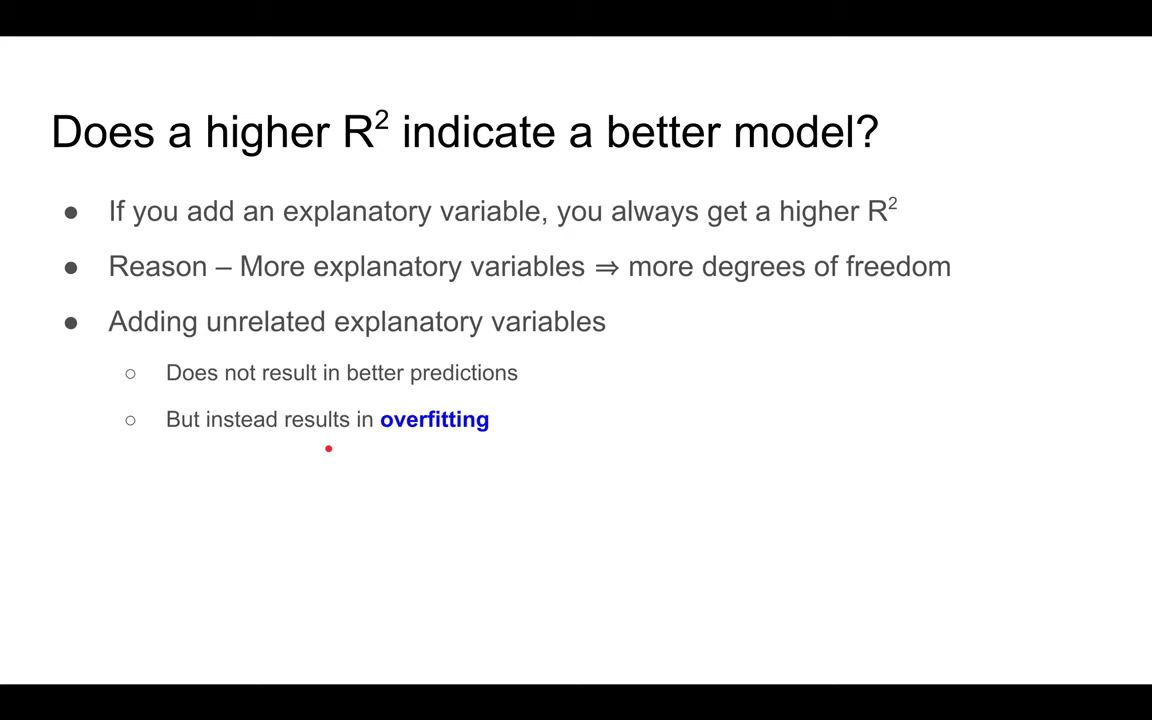 Does a higher R² indicate a better model?
● If you add an explanatory variable, you always get a higher R²
● Reason – More explanatory variables ⇒ more degrees of freedom
● Adding unrelated explanatory variables
○ Does not result in better predictions
○ But instead results in overfitting